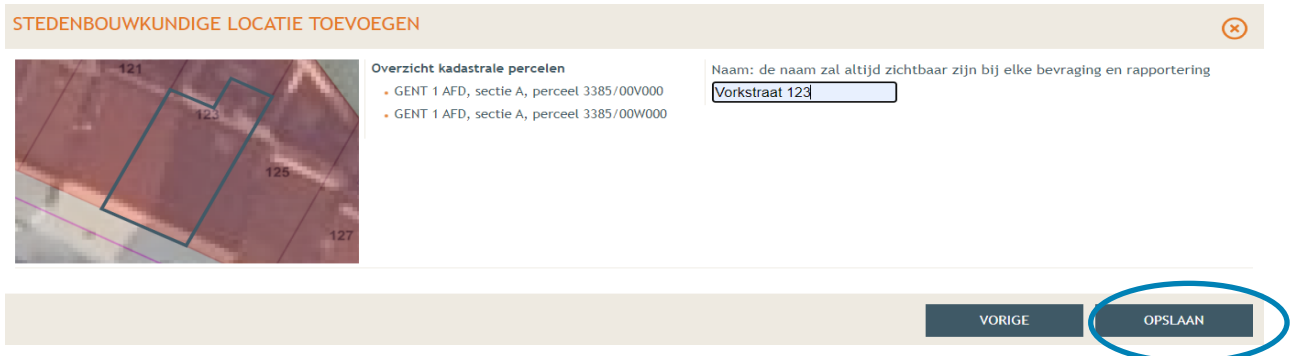 STEDENBOUWKUNDIGE LOCATIE TOEVOEGEN
121
123
125
127
Overzicht kadastrale percelen
GENT 1 AFD, sectie A, perceel 3385/00V000
GENT 1 AFD, sectie A, perceel 3385/00W000
Naam: de naam zal altijd zichtbaar zijn bij elke bevraging en rapportering
Vorkstraat 123
VORIGE
OPSLAAN